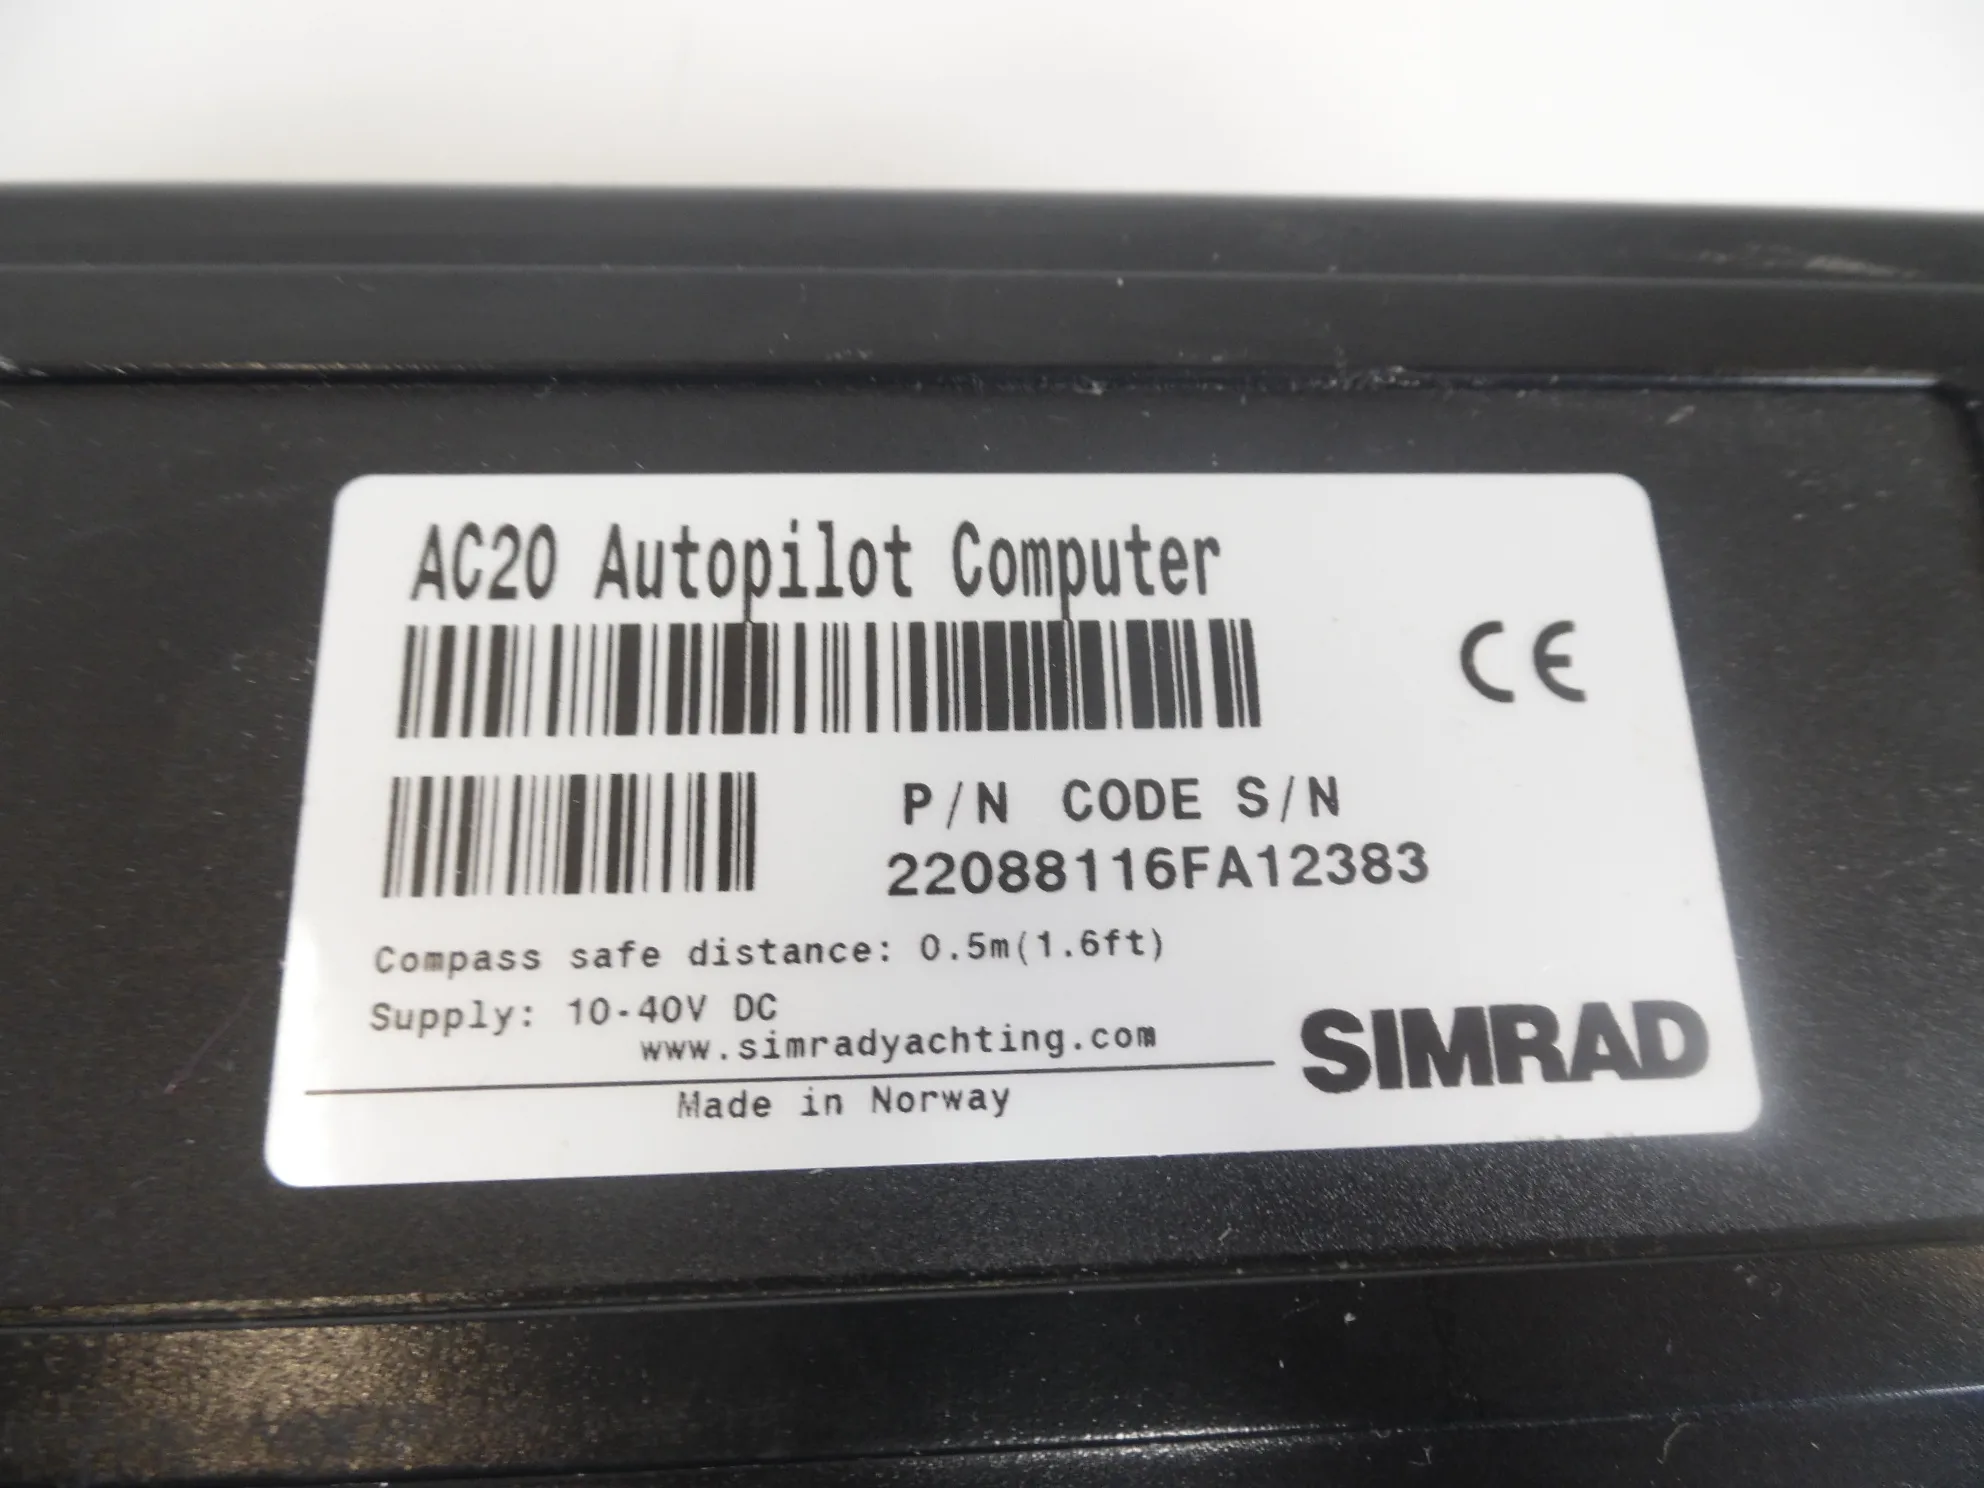 AC20 Autopilot Computer
CE
P/N CODE S/N
22088116FA12383
Compass safe distance: 0.5m(1.6ft)
Supply: 10-40V DC
www.simradyachting.com
SIMRAD
Made in Norway